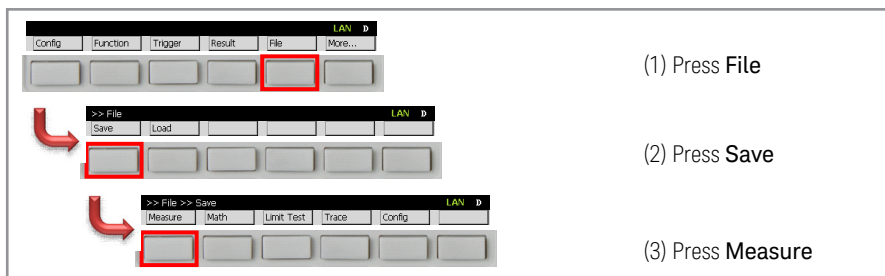 LAN D
Config Function Trigger Result File More...
(1) Press File
>> File LAN D
Save Load
(2) Press Save
>> File >> Save LAN D
Measure Math Limit Test Trace Config
(3) Press Measure